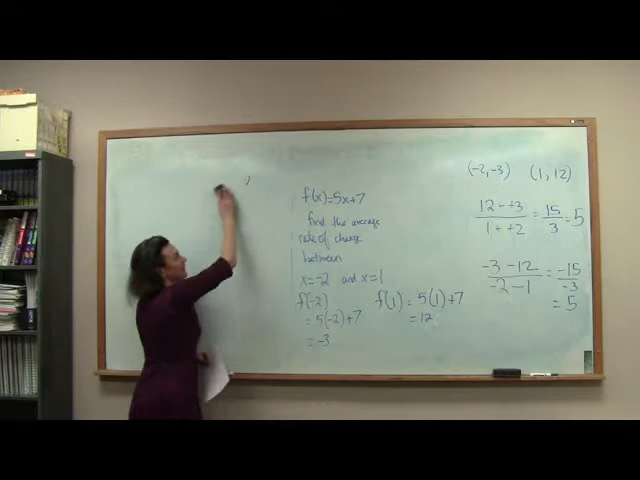 f(x)=5x+7
find the average
rate of change
between
x=-2 and x=1
f(-2)
=5(-2)+7
=-3
f(1)=5(1)+7
=12
(-2,-3) (1,12)
12--3 / 1--2 = 15/3 = 5
-3-12 / -2-1 = -15/-3
=5